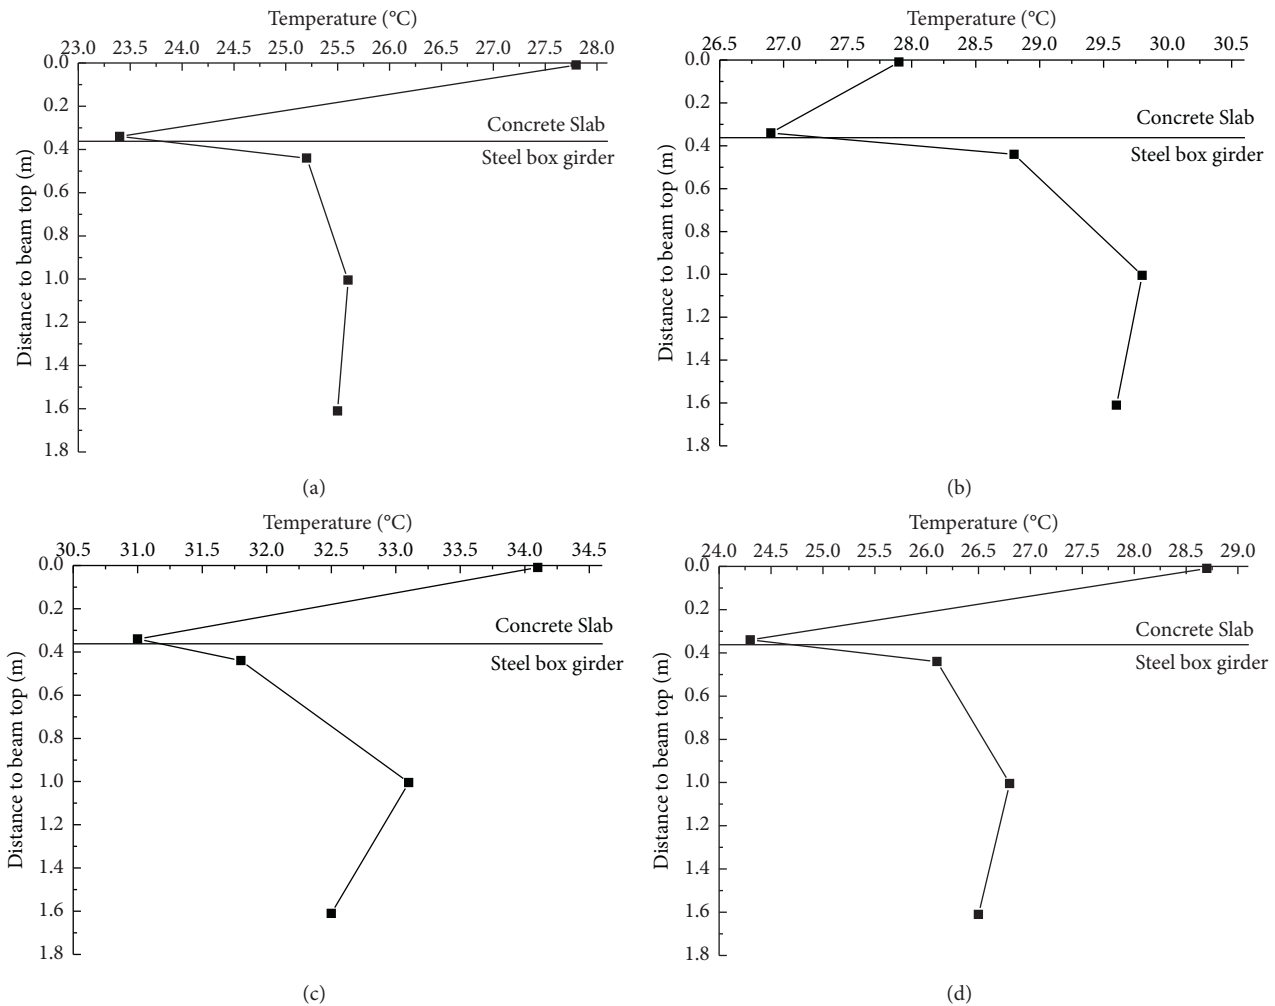 Temperature (°C)
23.0 23.5 24.0 24.5 25.0 25.5 26.0 26.5 27.0 27.5 28.0
0.0
0.2
0.4
0.6
0.8
1.0
1.2
1.4
1.6
1.8
Distance to beam top (m)
Concrete Slab
Steel box girder
(a)
Temperature (°C)
26.5 27.0 27.5 28.0 28.5 29.0 29.5 30.0 30.5
0.0
0.2
0.4
0.6
0.8
1.0
1.2
1.4
1.6
1.8
Distance to beam top (m)
Concrete Slab
Steel box girder
(b)
Temperature (°C)
30.5 31.0 31.5 32.0 32.5 33.0 33.5 34.0 34.5
0.0
0.2
0.4
0.6
0.8
1.0
1.2
1.4
1.6
1.8
Distance to beam top (m)
Concrete Slab
Steel box girder
(c)
Temperature (°C)
24.0 24.5 25.0 25.5 26.0 26.5 27.0 27.5 28.0 28.5 29.0
0.0
0.2
0.4
0.6
0.8
1.0
1.2
1.4
1.6
1.8
Distance to beam top (m)
Concrete Slab
Steel box girder
(d)